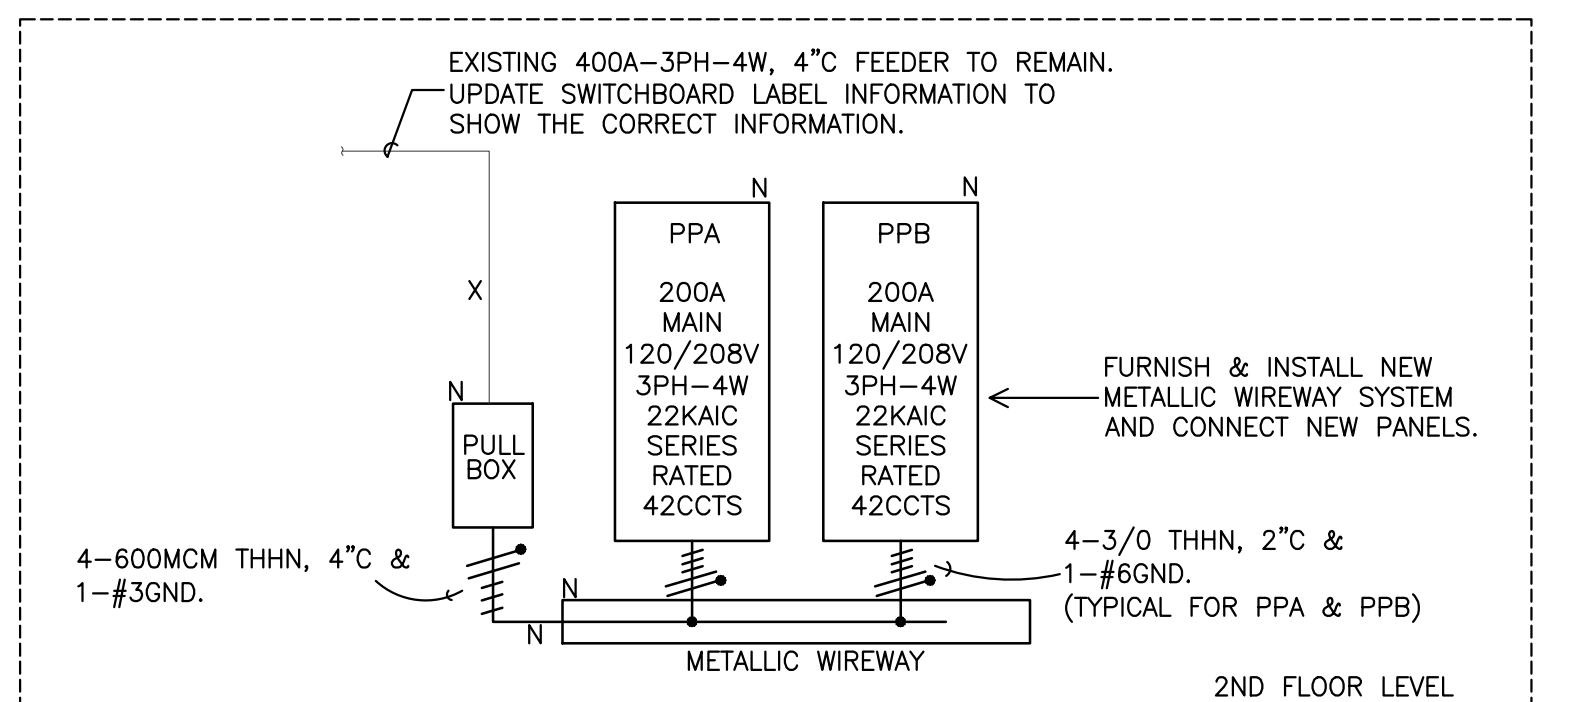 EXISTING 400A-3PH-4W, 4"C FEEDER TO REMAIN.
UPDATE SWITCHBOARD LABEL INFORMATION TO
SHOW THE CORRECT INFORMATION.
X
N
PULL
BOX
4-600MCM THHN, 4"C &
1-#3GND.
N
PPA
200A
MAIN
120/208V
3PH-4W
22KAIC
SERIES
RATED
42CCTS
N
PPB
200A
MAIN
120/208V
3PH-4W
22KAIC
SERIES
RATED
42CCTS
FURNISH & INSTALL NEW
METALLIC WIREWAY SYSTEM
AND CONNECT NEW PANELS.
4-3/0 THHN, 2"C &
1-#6GND.
(TYPICAL FOR PPA & PPB)
N
N
METALLIC WIREWAY
2ND FLOOR LEVEL